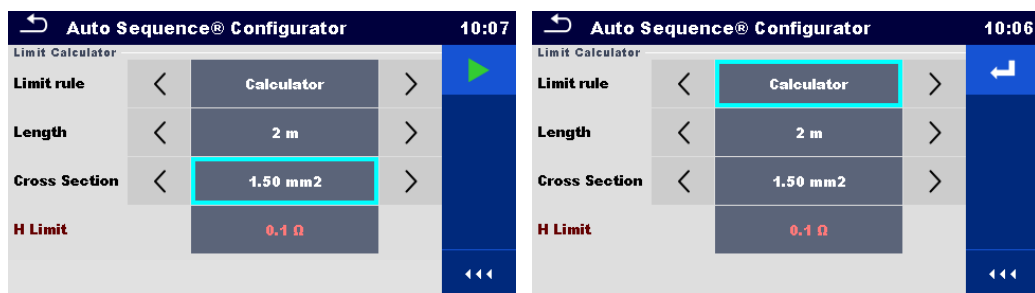 Auto Sequence® Configurator 10:07
Limit Calculator
Limit rule Calculator
Length 2 m
Cross Section 1.50 mm2
H Limit 0.1 Ω
Auto Sequence® Configurator 10:06
Limit Calculator
Limit rule Calculator
Length 2 m
Cross Section 1.50 mm2
H Limit 0.1 Ω